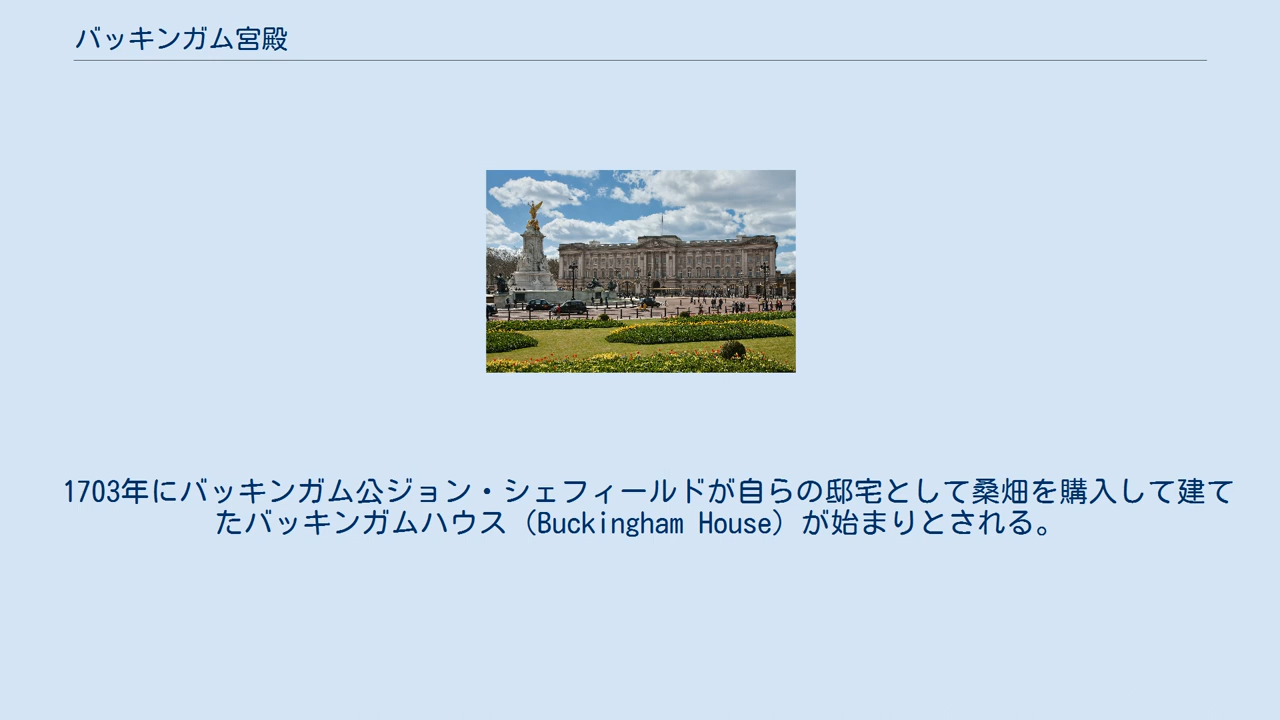 バッキンガム宮殿
1703年にバッキンガム公ジョン・シェフィールドが自らの邸宅として桑畑を購入して建て
たバッキンガムハウス（Buckingham House）が始まりとされる。